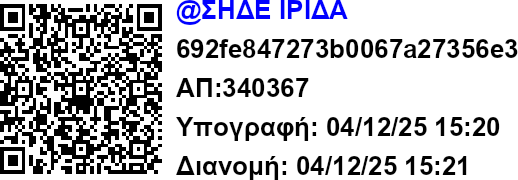 @ΣΗΔΕ ΙΡΙΔΑ
692fe847273b0067a27356e3
ΑΠ:340367
Υπογραφή: 04/12/25 15:20
Διανομή: 04/12/25 15:21